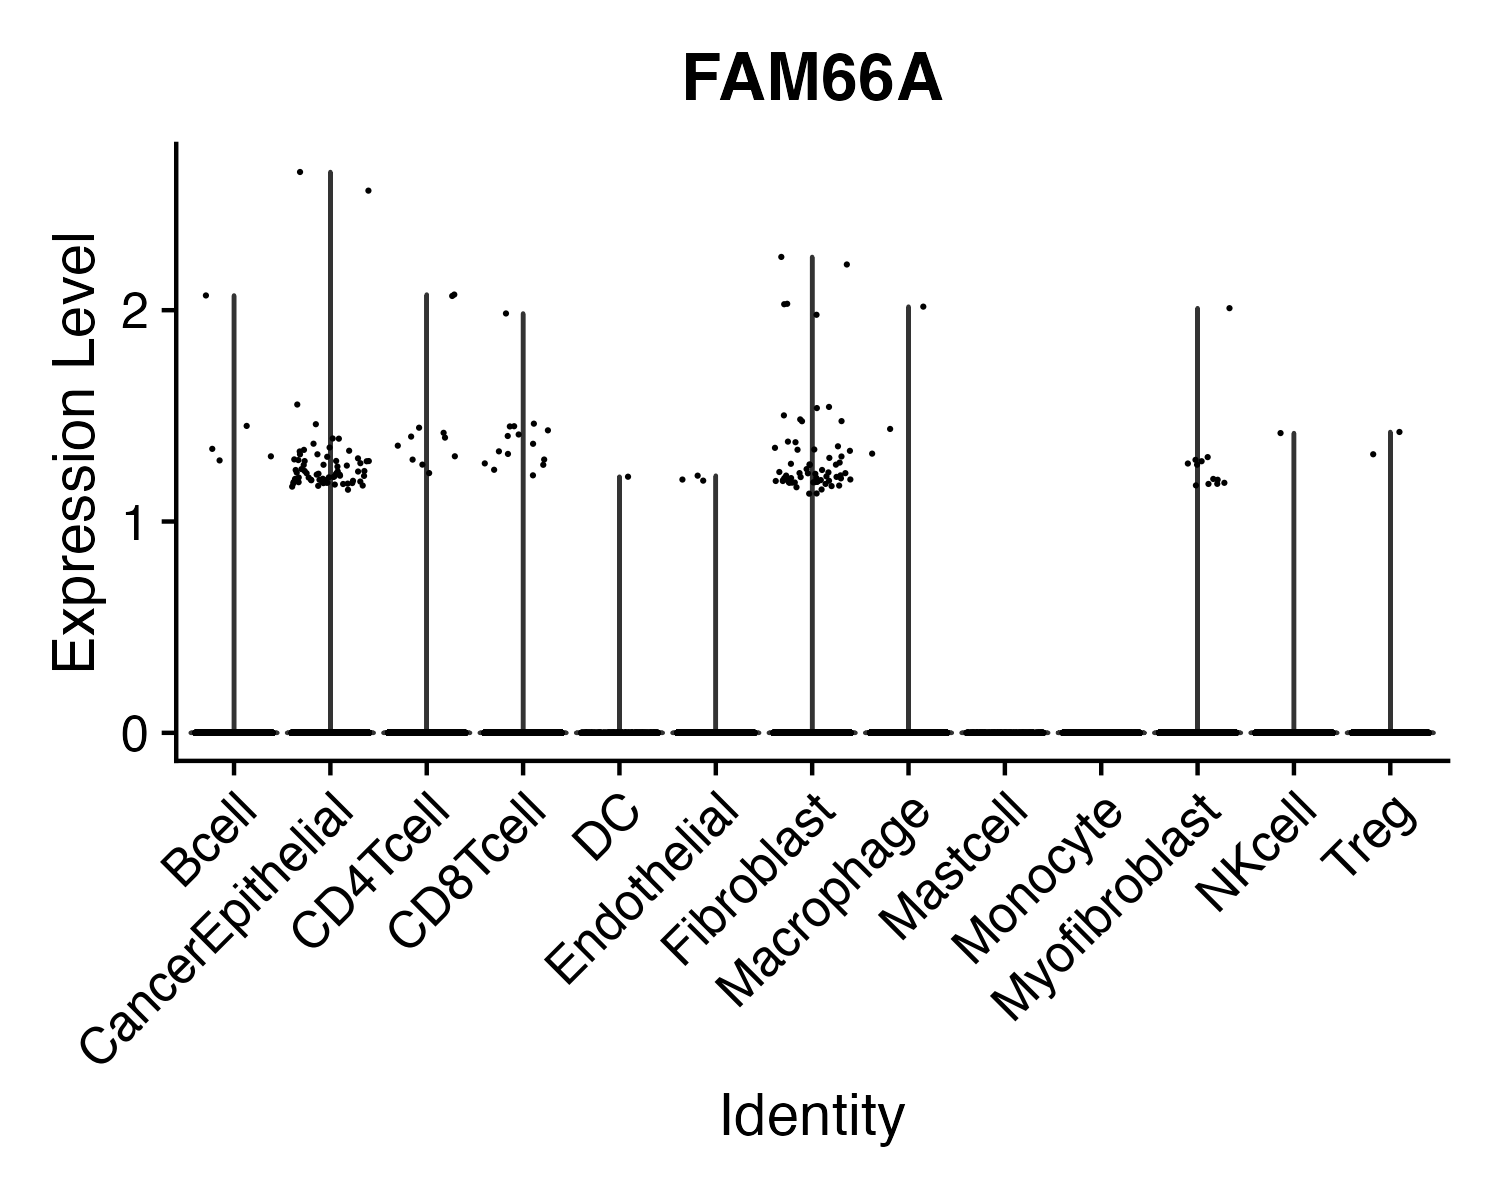 FAM66A
Expression Level
2
1
0
Bcell
CancerEpithelial
CD4Tcell
CD8Tcell
DC
Endothelial
Fibroblast
Macrophage
Mastcell
Monocyte
Myofibroblast
NKcell
Treg
Identity